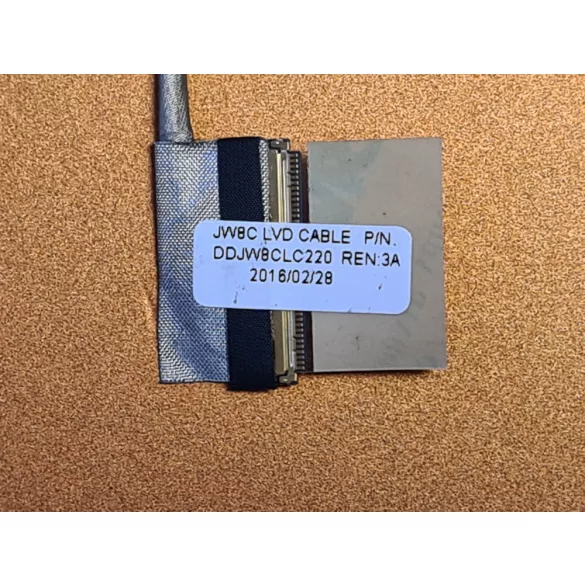 JW8C LVD CABLE P/N.
DDJW8CLC220 REN:3A
2016/02/28